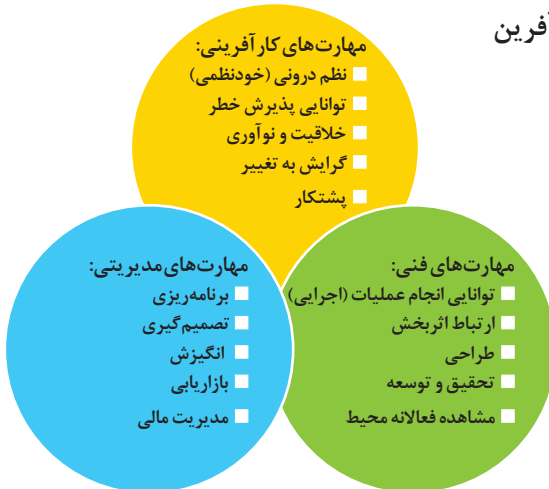 فرین
مهارت‌های کارآفرینی:
نظم درونی (خودنظمی)
توانایی پذیرش خطر
خلاقیت و نوآوری
گرایش به تغییر
پشتکار
مهارت‌های فنی:
توانایی انجام عملیات (اجرایی)
ارتباط اثربخش
طراحی
تحقیق و توسعه
مشاهده فعالانه محیط
مهارت‌های مدیریتی:
برنامه‌ریزی
تصمیم‌گیری
انگیزش
بازاریابی
مدیریت مالی